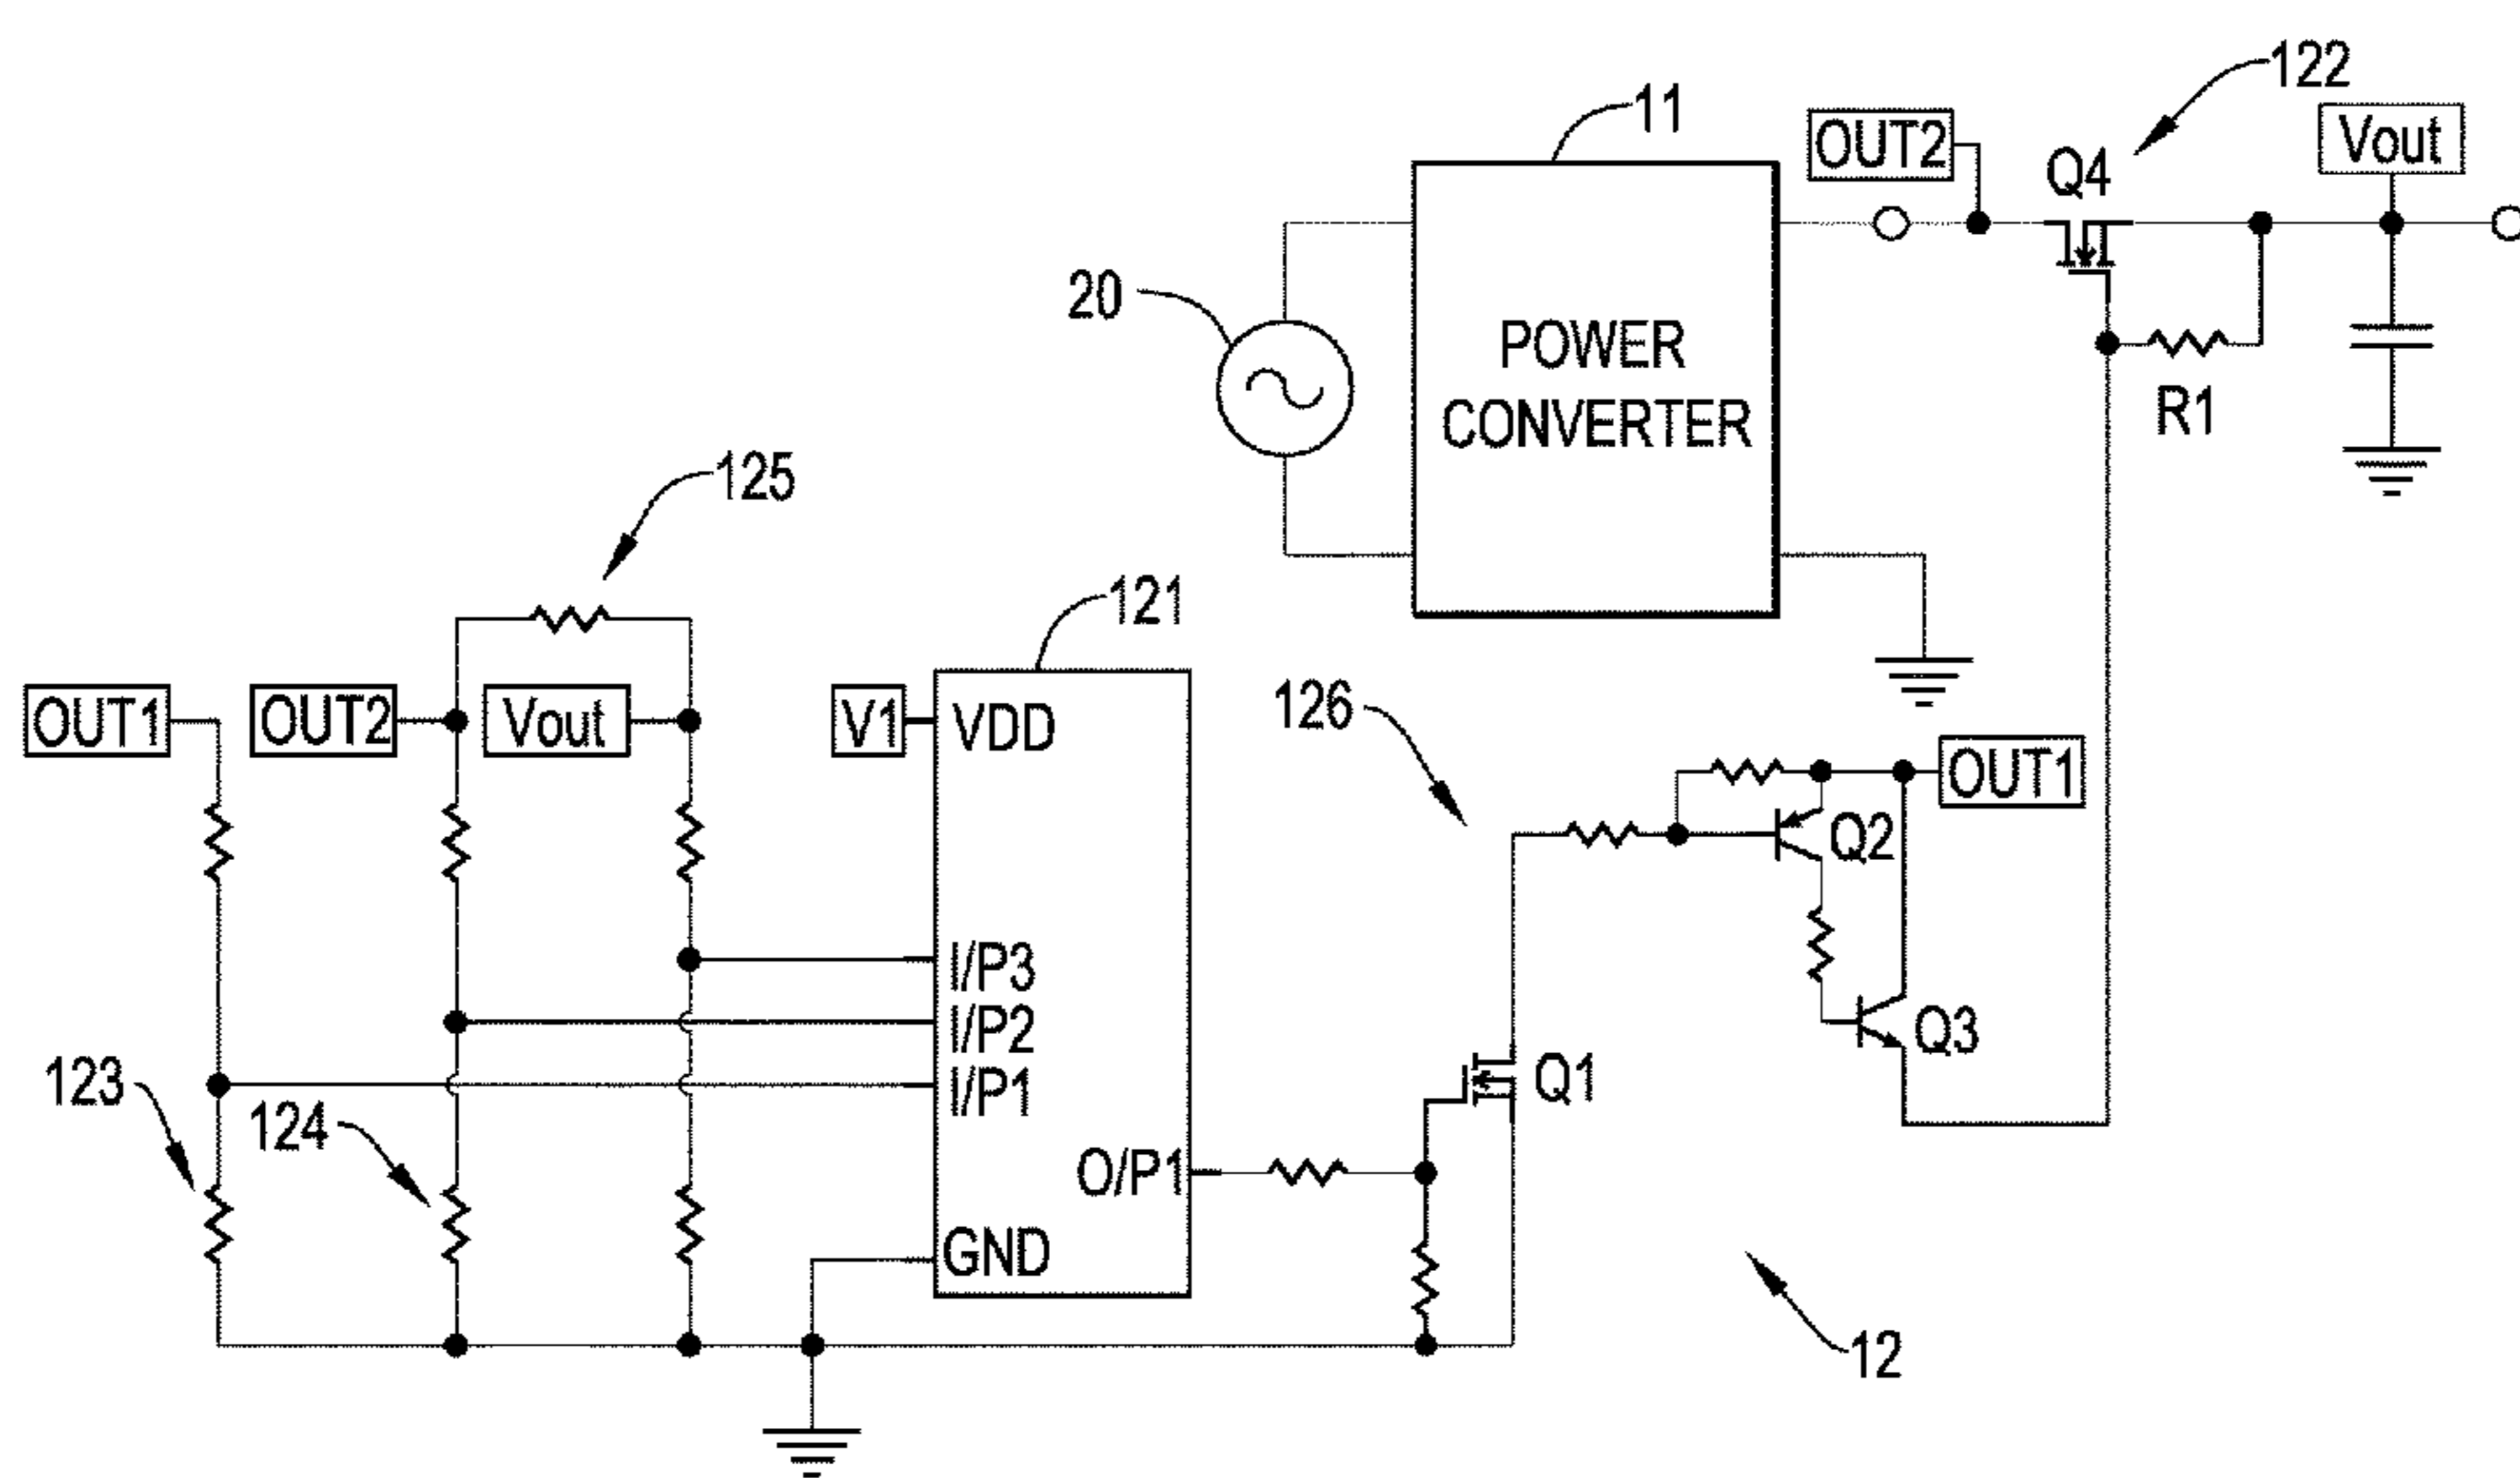 122
11
OUT2
Vout
Q4
20
POWER
CONVERTER
R1
125
121
126
OUT1
OUT2
Vout
V1
VDD
OUT1
Q2
I/P3
I/P2
I/P1
Q3
123
124
Q1
O/P1
GND
12